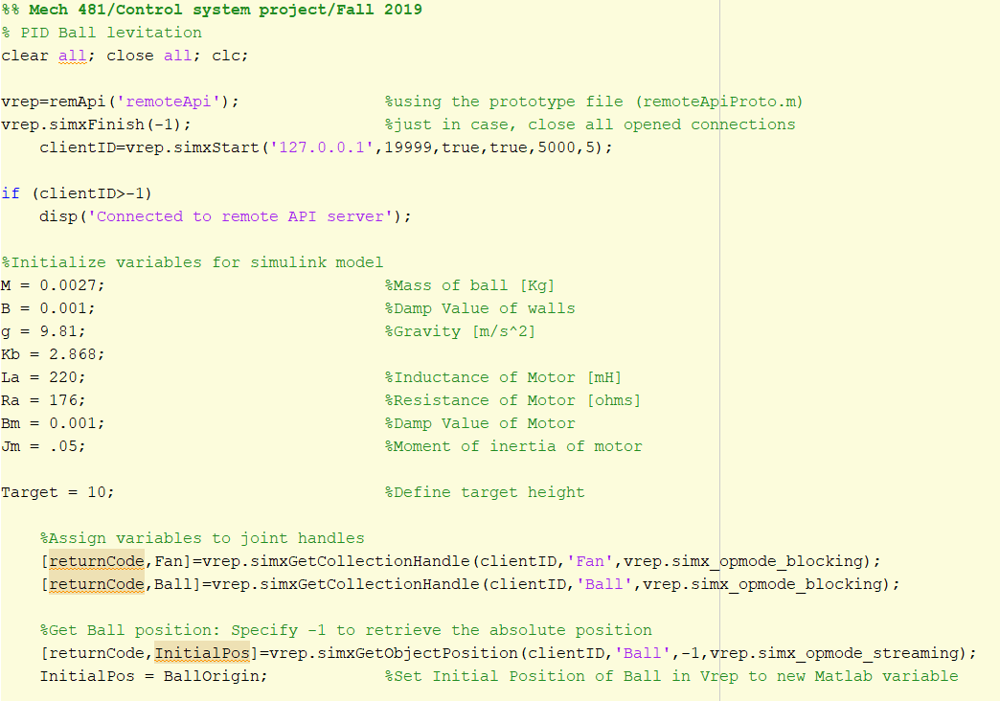 %% Mech 481/Control system project/Fall 2019
% PID Ball levitation
clear all; close all; clc;
vrep=remApi('remoteApi'); %using the prototype file (remoteApiProto.m)
vrep.simxFinish(-1); %just in case, close all opened connections
clientID=vrep.simxStart('127.0.0.1',19999,true,true,5000,5);
if (clientID>-1)
disp('Connected to remote API server');
%Initialize variables for simulink model
M = 0.0027; %Mass of ball [Kg]
B = 0.001; %Damp Value of walls
g = 9.81; %Gravity [m/s^2]
Kb = 2.868;
La = 220; %Inductance of Motor [mH]
Ra = 176; %Resistance of Motor [ohms]
Bm = 0.001; %Damp Value of Motor
Jm = .05; %Moment of inertia of motor
Target = 10; %Define target height
%Assign variables to joint handles
[returnCode,Fan]=vrep.simxGetCollectionHandle(clientID,'Fan',vrep.simx_opmode_blocking);
[returnCode,Ball]=vrep.simxGetCollectionHandle(clientID,'Ball',vrep.simx_opmode_blocking);
%Get Ball position: Specify -1 to retrieve the absolute position
[returnCode,InitialPos]=vrep.simxGetObjectPosition(clientID,'Ball',-1,vrep.simx_opmode_streaming);
InitialPos = BallOrigin; %Set Initial Position of Ball in Vrep to new Matlab variable